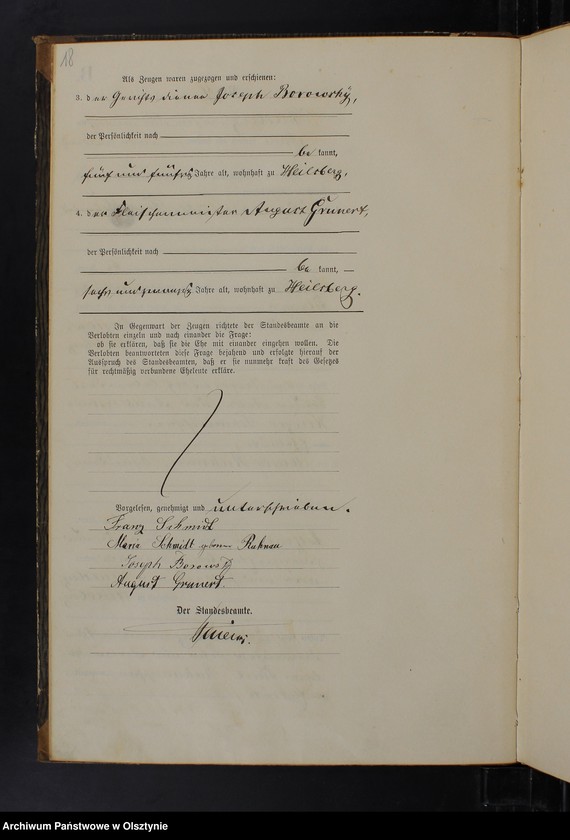 18
Als Zeugen waren zugezogen und erschienen:
3. der Gerichtsdiener Joseph Borowsky,
der Persönlichkeit nach
be kannt,
fünf und fünfzig Jahre alt, wohnhaft zu Heilsberg.
4. der Fleischermeister August Grunert,
der Persönlichkeit nach
be kannt,
sechs und zwanzig Jahre alt, wohnhaft zu Heilsberg.
In Gegenwart der Zeugen richtete der Standesbeamte an die
Verlobten einzeln und nach einander die Frage:
ob sie erklären, daß sie die Ehe mit einander eingehen wollen. Die
Verlobten beantworteten diese Frage bejahend und erfolgte hierauf der
Ausspruch des Standesbeamten, daß er sie nunmehr kraft des Gesetzes
für rechtmäßig verbundene Eheleute erkläre.
Vorgelesen, genehmigt und unterschrieben.
Franz Schmidt
Maria Schmidt geborene Ruhnau
Joseph Borowsky
August Grunert.
Der Standesbeamte.
Archiwum Państwowe w Olsztynie